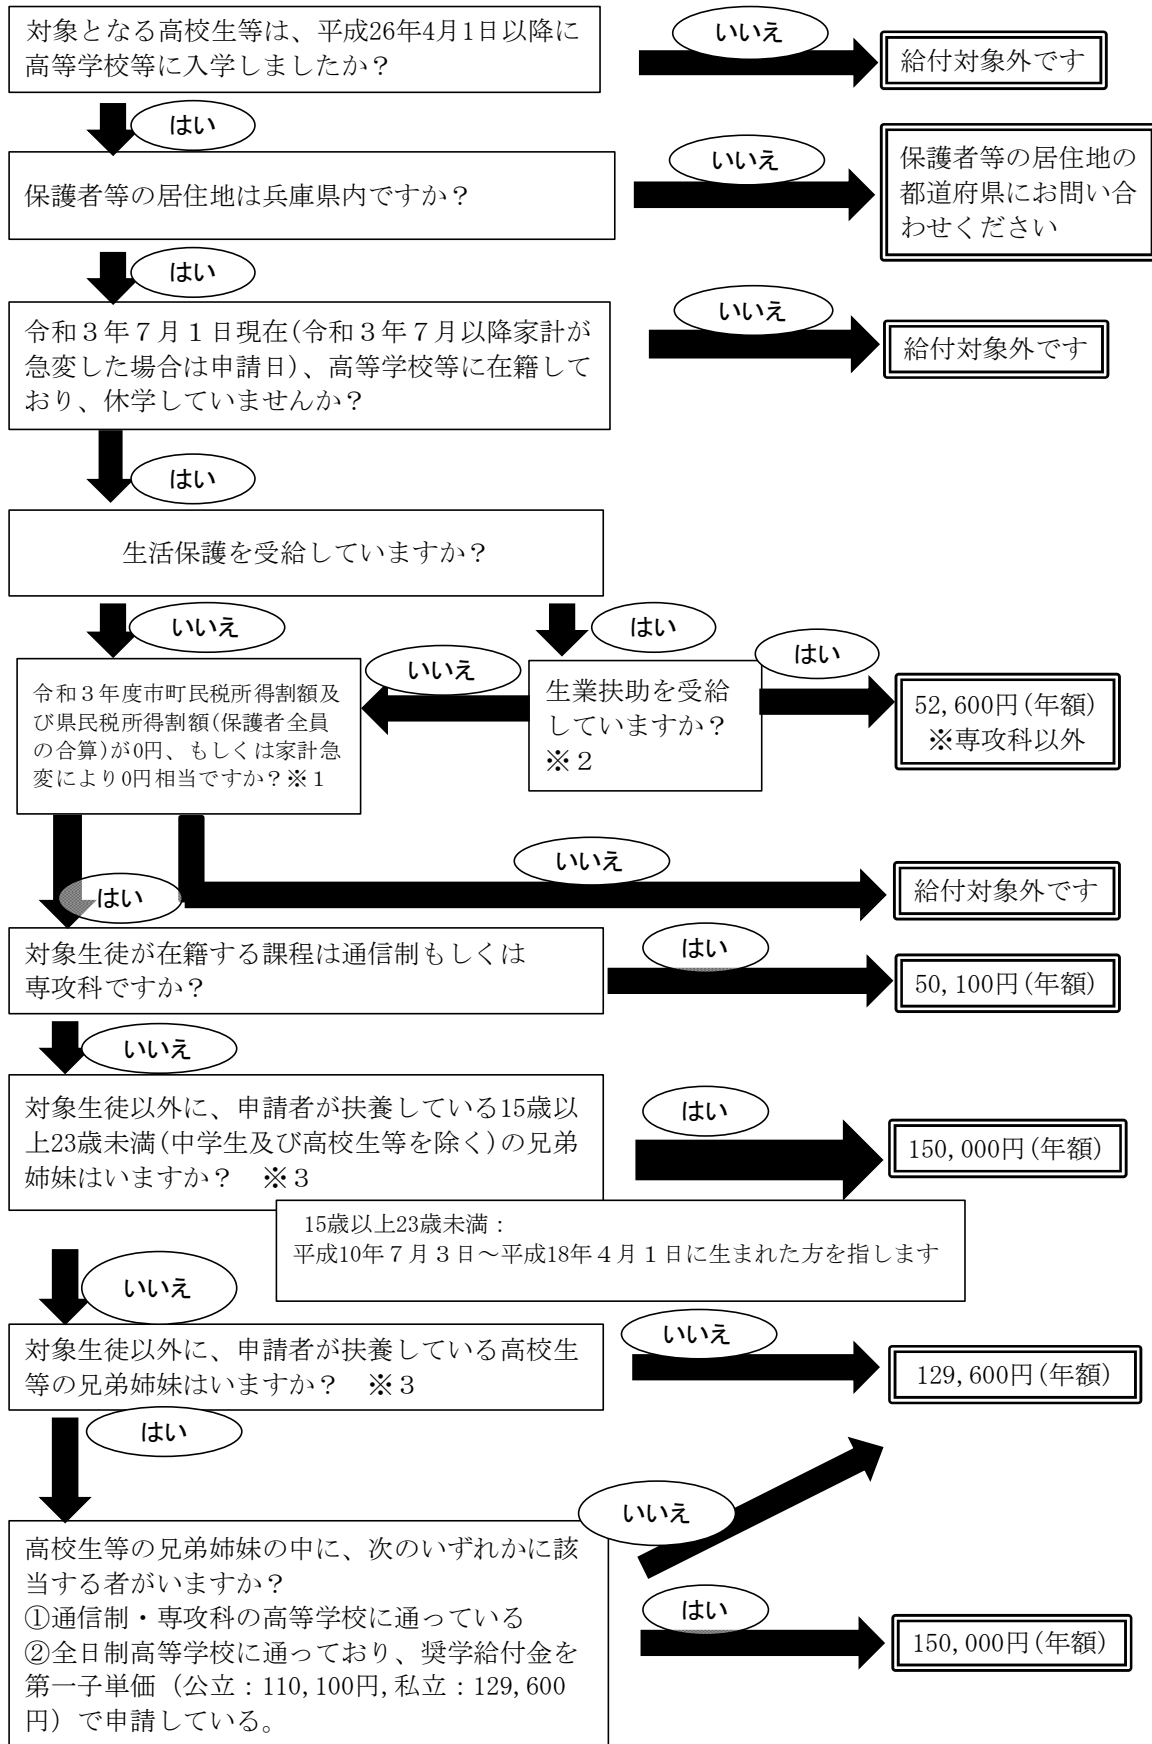 対象となる高校生等は、平成26年4月1日以降に
高等学校等に入学しましたか？
いいえ
給付対象外です
はい
保護者等の居住地は兵庫県内ですか？
いいえ
保護者等の居住地の
都道府県にお問い合
わせください
はい
令和３年７月１日現在(令和３年７月以降家計が
急変した場合は申請日)、高等学校等に在籍して
おり、休学していませんか？
いいえ
給付対象外です
はい
生活保護を受給していますか？
いいえ
はい
令和３年度市町民税所得割額及
び県民税所得割額(保護者全員
の合算)が0円、もしくは家計急
変により0円相当ですか？※１
いいえ
生業扶助を受給
していますか？
※２
はい
52,600円(年額)
※専攻科以外
いいえ
給付対象外です
はい
対象生徒が在籍する課程は通信制もしくは
専攻科ですか？
はい
50,100円(年額)
いいえ
対象生徒以外に、申請者が扶養している15歳以
上23歳未満(中学生及び高校生等を除く)の兄弟
姉妹はいますか？　※３
はい
150,000円(年額)
15歳以上23歳未満：
平成10年７月３日～平成18年４月１日に生まれた方を指します
いいえ
対象生徒以外に、申請者が扶養している高校生
等の兄弟姉妹はいますか？　※３
いいえ
129,600円(年額)
はい
高校生等の兄弟姉妹の中に、次のいずれかに該
当する者がいますか？
①通信制・専攻科の高等学校に通っている
②全日制高等学校に通っており、奨学給付金を
第一子単価（公立：110,100円,私立：129,600
円）で申請している。
いいえ
はい
150,000円(年額)